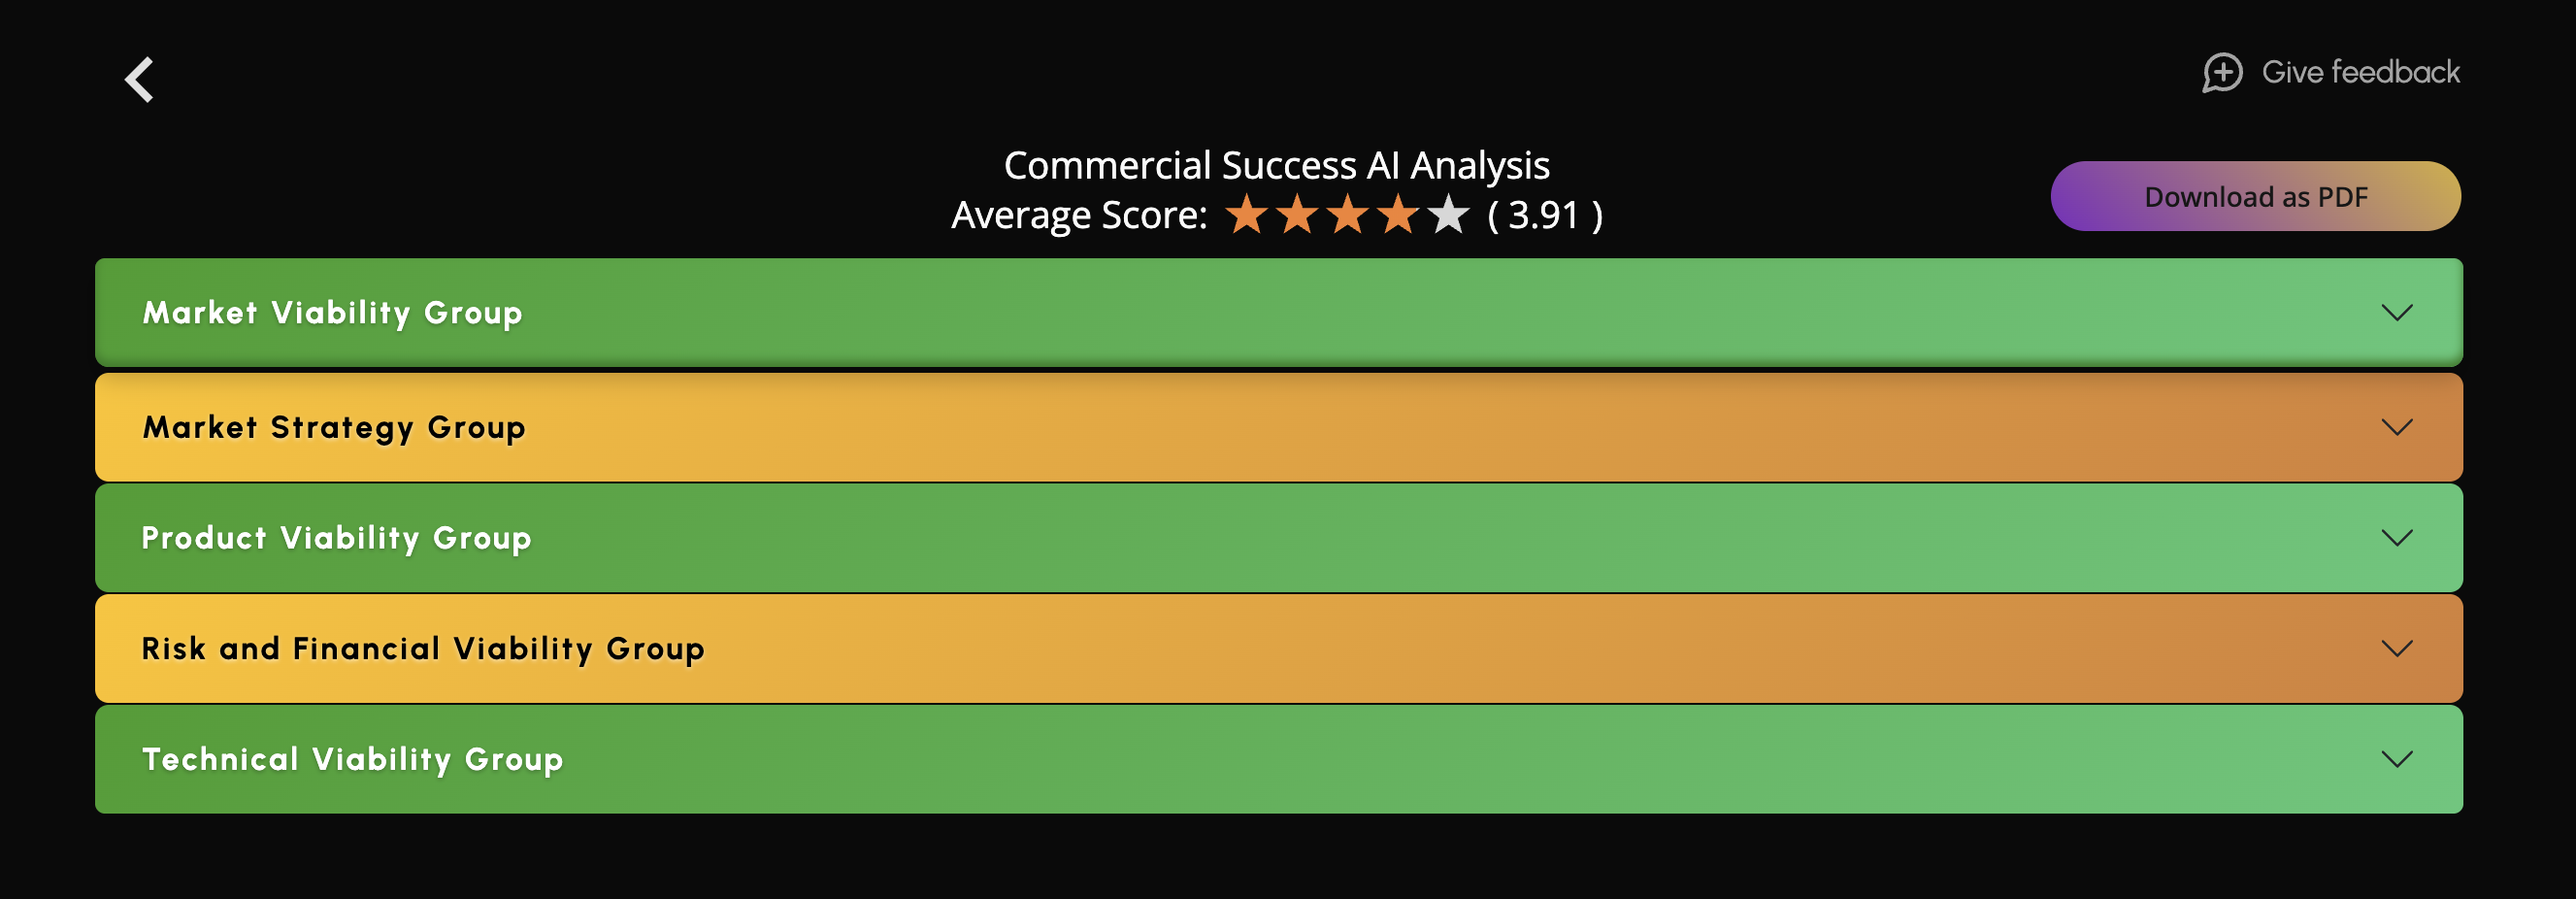 Give feedback
Commercial Success AI Analysis
Average Score: ( 3.91 )
Download as PDF
Market Viability Group
Market Strategy Group
Product Viability Group
Risk and Financial Viability Group
Technical Viability Group